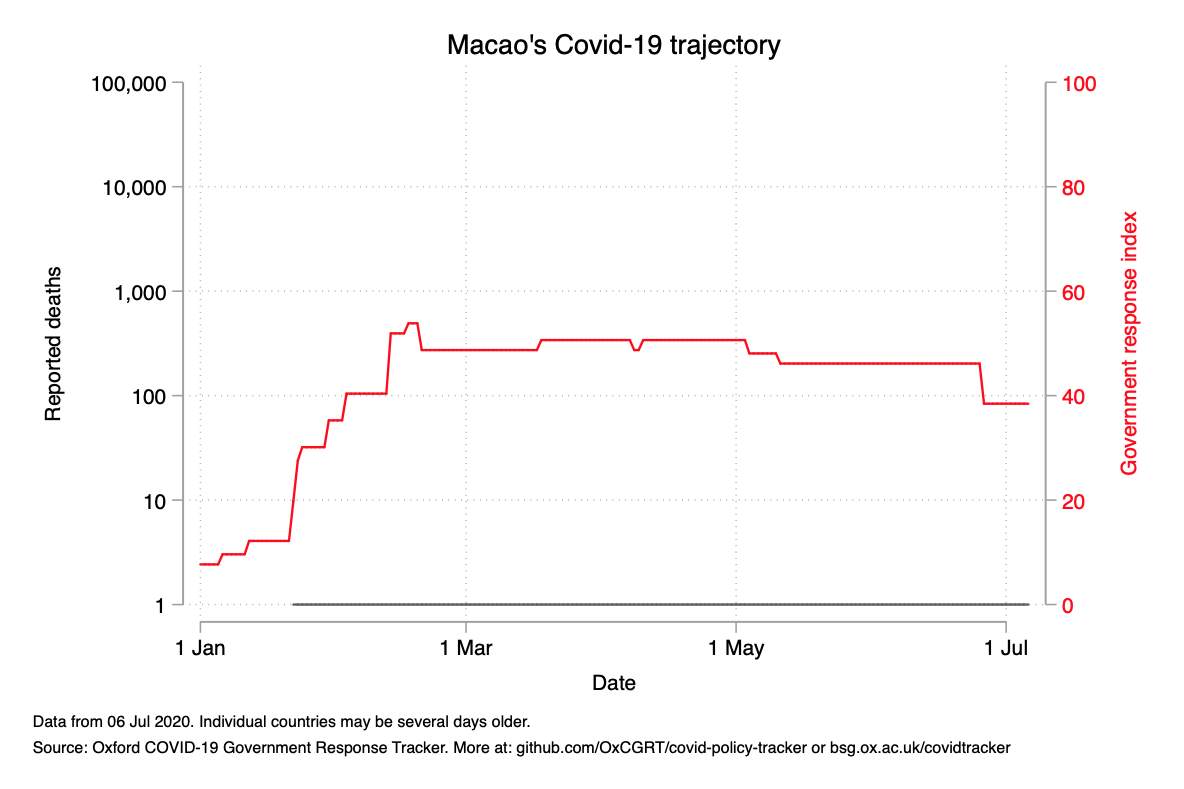 Macao's Covid-19 trajectory
100,000
10,000
1,000
100
10
1
Reported deaths
100
80
60
40
20
0
Government response index
1 Jan
1 Mar
1 May
1 Jul
Date
Data from 06 Jul 2020. Individual countries may be several days older.
Source: Oxford COVID-19 Government Response Tracker. More at: github.com/OxCGRT/covid-policy-tracker or bsg.ox.ac.uk/covidtracker